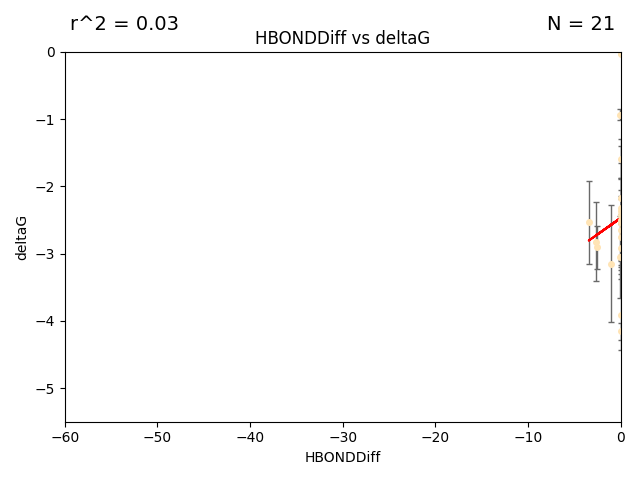 r^2 = 0.03
N = 21
HBONDDiff vs deltaG
0
−1
−2
−3
−4
−5
deltaG
−60
−50
−40
−30
−20
−10
0
HBONDDiff